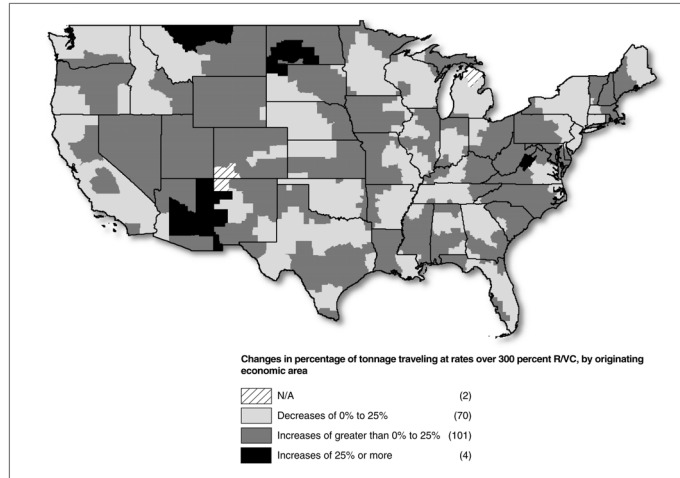 Changes in percentage of tonnage traveling at rates over 300 percent R/VC, by originating
economic area
N/A (2)
Decreases of 0% to 25% (70)
Increases of greater than 0% to 25% (101)
Increases of 25% or more (4)